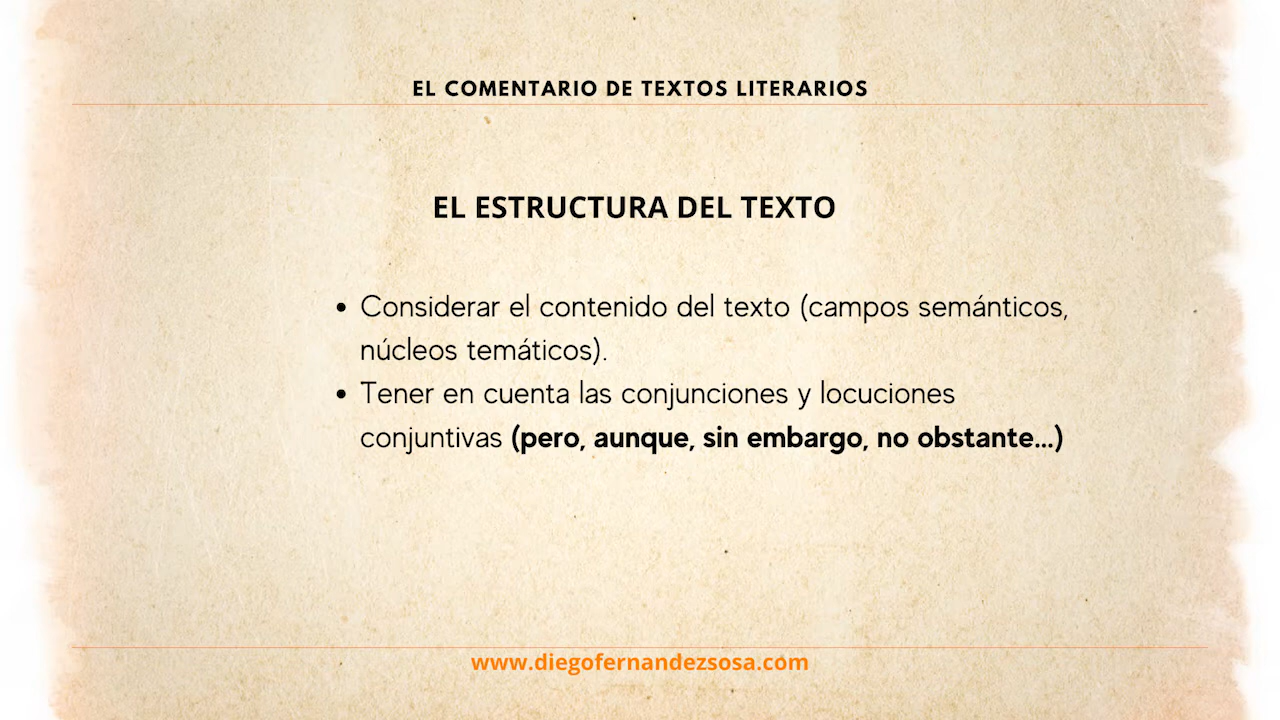 EL COMENTARIO DE TEXTOS LITERARIOS
EL ESTRUCTURA DEL TEXTO
• Considerar el contenido del texto (campos semánticos,
núcleos temáticos).
• Tener en cuenta las conjunciones y locuciones
conjuntivas (pero, aunque, sin embargo, no obstante...)
www.diegofernandezsosa.com